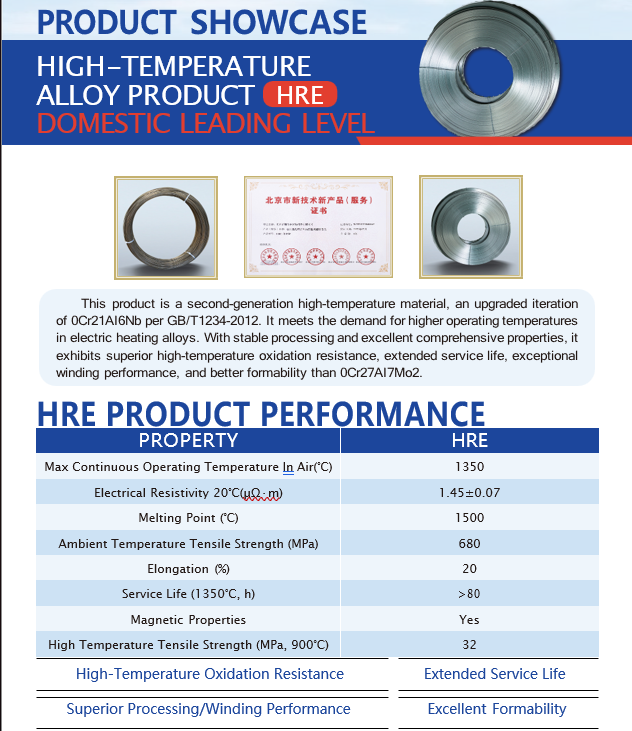 PRODUCT SHOWCASE
HIGH-TEMPERATURE
ALLOY PRODUCT HRE
DOMESTIC LEADING LEVEL
北京市新技术新产品(服务)
证书
This product is a second-generation high-temperature material, an upgraded iteration
of 0Cr21Al6Nb per GB/T1234-2012. It meets the demand for higher operating temperatures
in electric heating alloys. With stable processing and excellent comprehensive properties, it
exhibits superior high-temperature oxidation resistance, extended service life, exceptional
winding performance, and better formability than 0Cr27Al7Mo2.
HRE PRODUCT PERFORMANCE
PROPERTY HRE
Max Continuous Operating Temperature In Air(℃) 1350
Electrical Resistivity 20℃(μΩ·m) 1.45±0.07
Melting Point (℃) 1500
Ambient Temperature Tensile Strength (MPa) 680
Elongation (%) 20
Service Life (1350℃, h) >80
Magnetic Properties Yes
High Temperature Tensile Strength (MPa, 900℃) 32
High-Temperature Oxidation Resistance Extended Service Life
Superior Processing/Winding Performance Excellent Formability